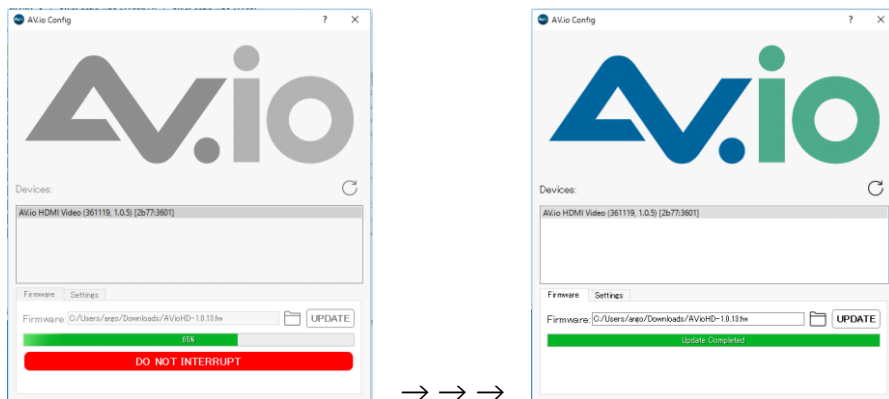 AV.io Config
? ×
AV.io
Devices:
AV.io HDMI Video (361119, 1.0.5) [2b77:3601]
Firmware Settings
Firmware: C:/Users/argo/Downloads/AVioHD-1.0.13.fw UPDATE
65%
DO NOT INTERRUPT
→ → →
AV.io Config
? ×
AV.io
Devices:
AV.io HDMI Video (361119, 1.0.5) [2b77:3601]
Firmware Settings
Firmware: C:/Users/argo/Downloads/AVioHD-1.0.13.fw UPDATE
Update Completed